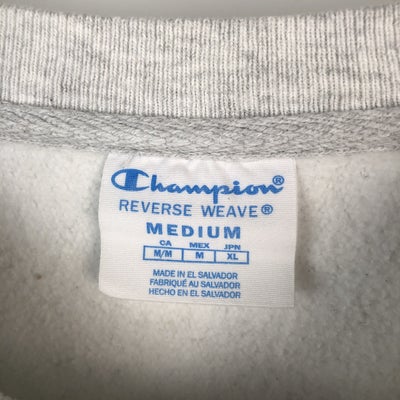 Champion®
REVERSE WEAVE®
MEDIUM
CA MEX JPN
M/M M XL
MADE IN EL SALVADOR
FABRIQUÉ AU SALVADOR
HECHO EN EL SALVADOR